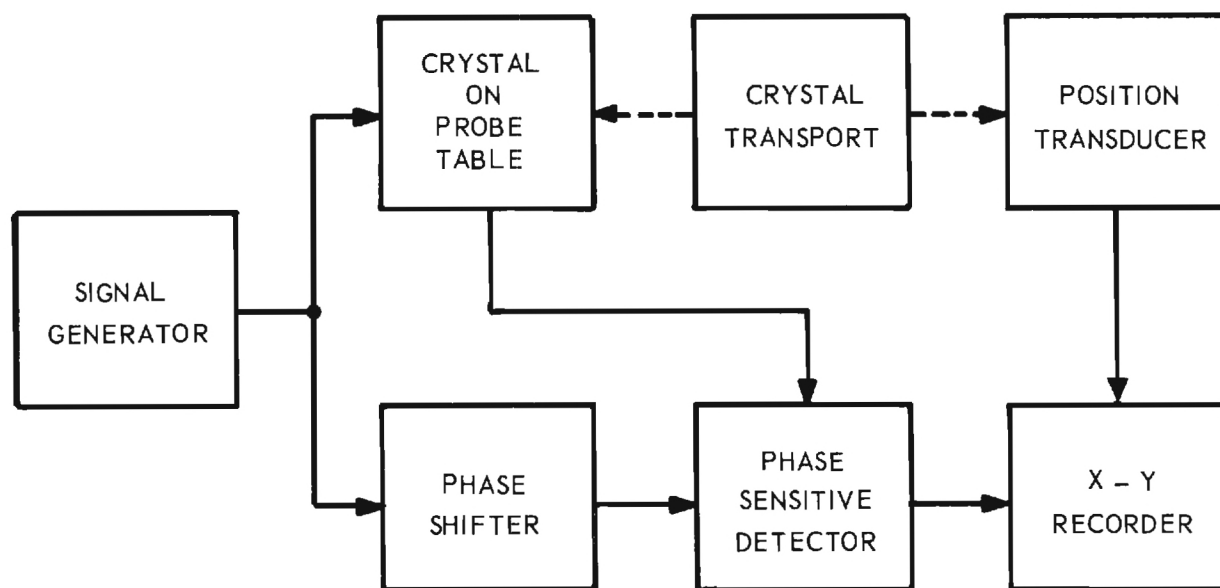 CRYSTAL
ON
PROBE
TABLE
CRYSTAL
TRANSPORT
POSITION
TRANSDUCER
SIGNAL
GENERATOR
PHASE
SHIFTER
PHASE
SENSITIVE
DETECTOR
X – Y
RECORDER